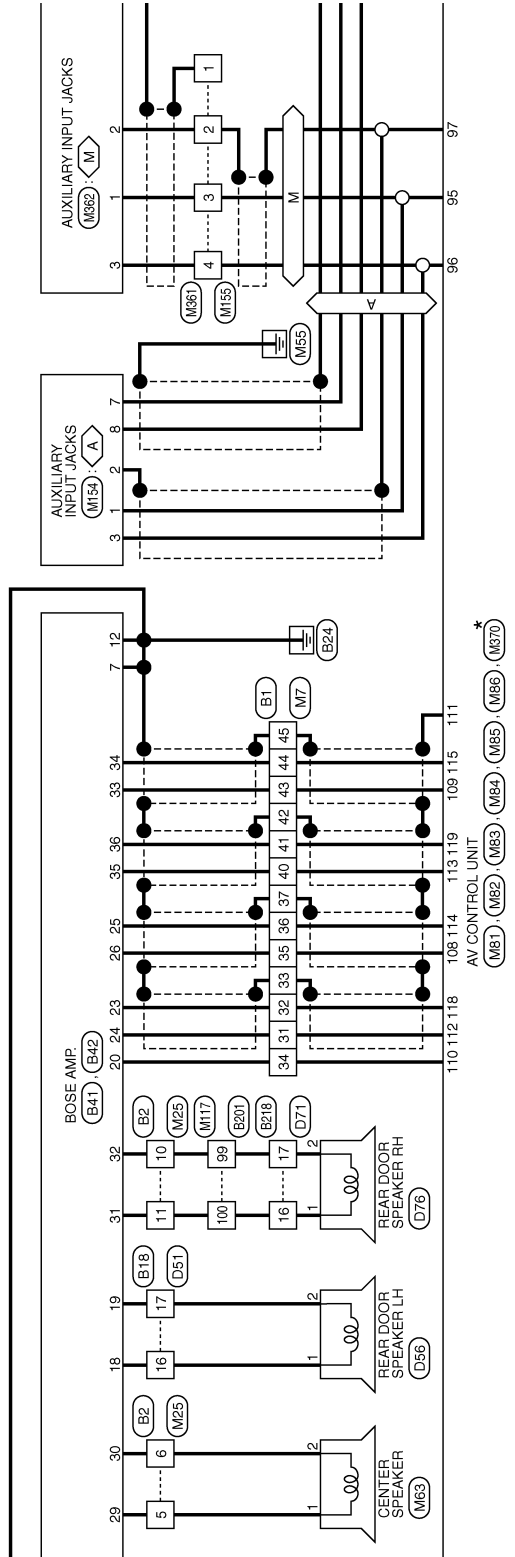 AUXILIARY INPUT JACKS
M362 : M
2
1
3
1
2
3
4
M361
M155
M
97
95
96
A
M55
AUXILIARY
INPUT JACKS
M154 : A
7
8
2
1
3
12
7
B24
BOSE AMP.
B41 , B42
34
33
36
35
25
26
23
24
20
B1
M7
45
44
43
42
41
40
37
36
35
33
32
31
34
111
115
109
119
113
114
108
118
112
110
AV CONTROL UNIT
M81 , M82 , M83 , M84 , M85 , M86 , M370 *
32
31
B2
M25
M117
B201
B218
D71
10
99
17
11
100
16
2
1
REAR DOOR
SPEAKER RH
D76
19
18
B18
D51
17
16
2
1
REAR DOOR
SPEAKER LH
D56
30
29
B2
M25
6
5
2
1
CENTER
SPEAKER
M63